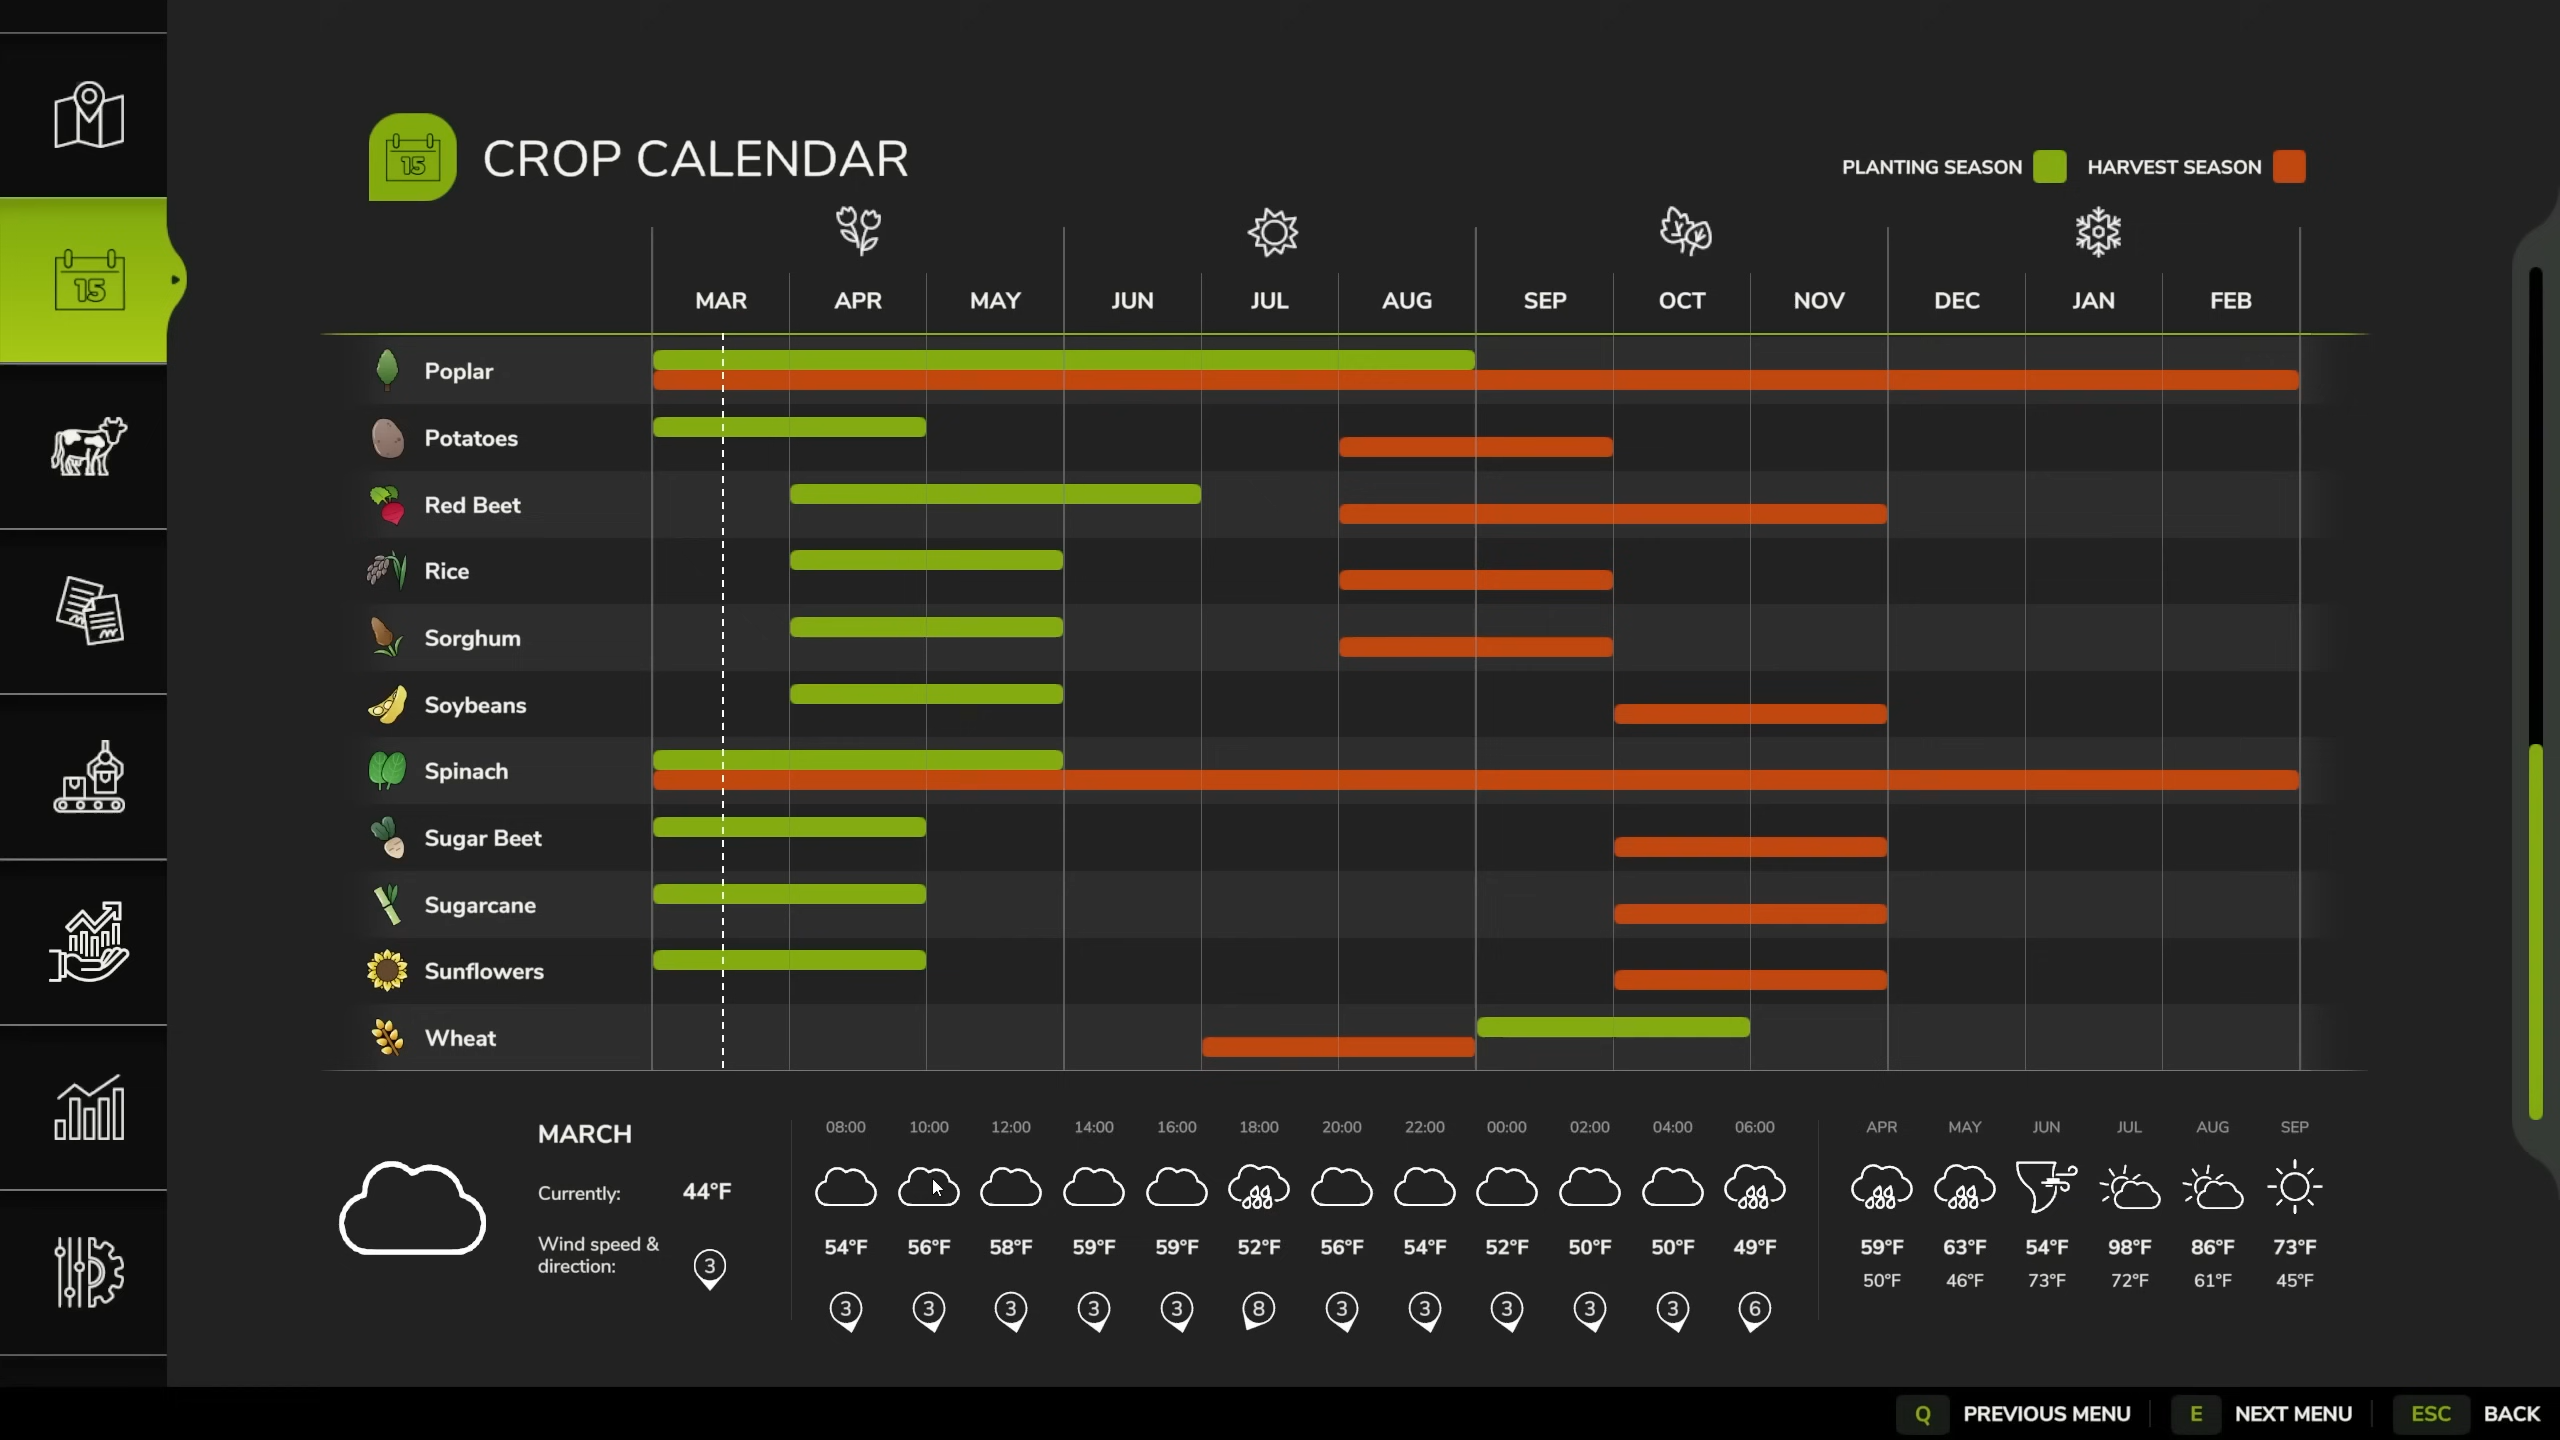 15
CROP CALENDAR
PLANTING SEASON
HARVEST SEASON
MAR APR MAY JUN JUL AUG SEP OCT NOV DEC JAN FEB
15
Poplar
Potatoes
Red Beet
Rice
Sorghum
Soybeans
Spinach
Sugar Beet
Sugarcane
Sunflowers
Wheat
MARCH
Currently: 44°F
Wind speed &
direction: 3
08:00 10:00 12:00 14:00 16:00 18:00 20:00 22:00 00:00 02:00 04:00 06:00
54°F 56°F 58°F 59°F 59°F 52°F 56°F 54°F 52°F 50°F 50°F 49°F
3 3 3 3 3 8 3 3 3 3 3 6
APR MAY JUN JUL AUG SEP
59°F 63°F 54°F 98°F 86°F 73°F
50°F 46°F 73°F 72°F 61°F 45°F
Q PREVIOUS MENU E NEXT MENU ESC BACK